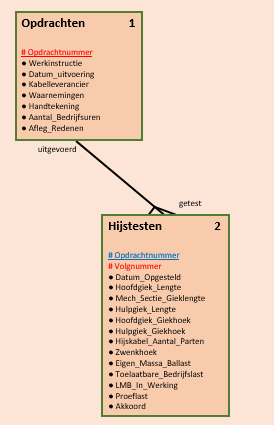 Opdrachten 1
# Opdrachtnummer
● Werkinstructie
● Datum_uitvoering
● Kabelleverancier
● Waarnemingen
● Handtekening
● Aantal_Bedrijfsuren
● Afleg_Redenen
uitgevoerd
getest
Hijstesten 2
# Opdrachtnummer
# Volgnummer
● Datum_Opgesteld
● Hoofdgiek_Lengte
● Mech_Sectie_Gieklengte
● Hulpgiek_Lengte
● Hoofdgiek_Giekhoek
● Hulpgiek_Giekhoek
● Hijskabel_Aantal_Parten
● Zwenkhoek
● Eigen_Massa_Ballast
● Toelaatbare_Bedrijfslast
● LMB_In_Werking
● Proeflast
● Akkoord